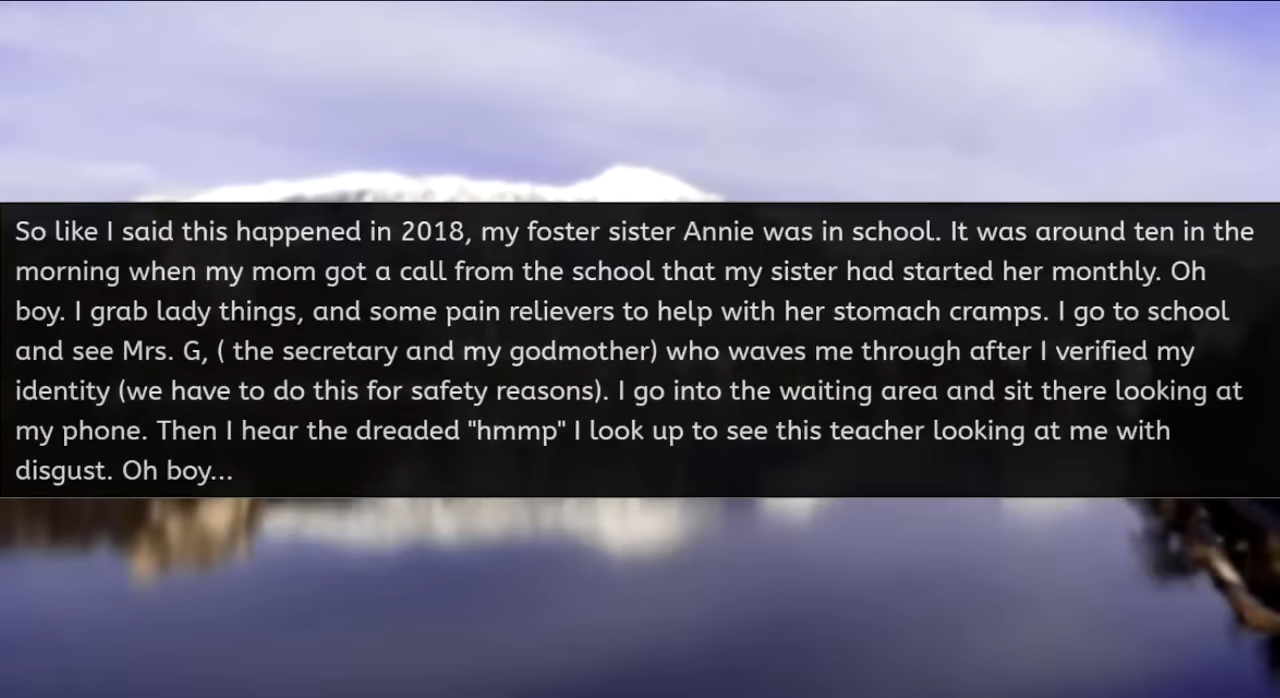 So like I said this happened in 2018, my foster sister Annie was in school. It was around ten in the
morning when my mom got a call from the school that my sister had started her monthly. Oh
boy. I grab lady things, and some pain relievers to help with her stomach cramps. I go to school
and see Mrs. G, ( the secretary and my godmother) who waves me through after I verified my
identity (we have to do this for safety reasons). I go into the waiting area and sit there looking at
my phone. Then I hear the dreaded "hmmp" I look up to see this teacher looking at me with
disgust. Oh boy...